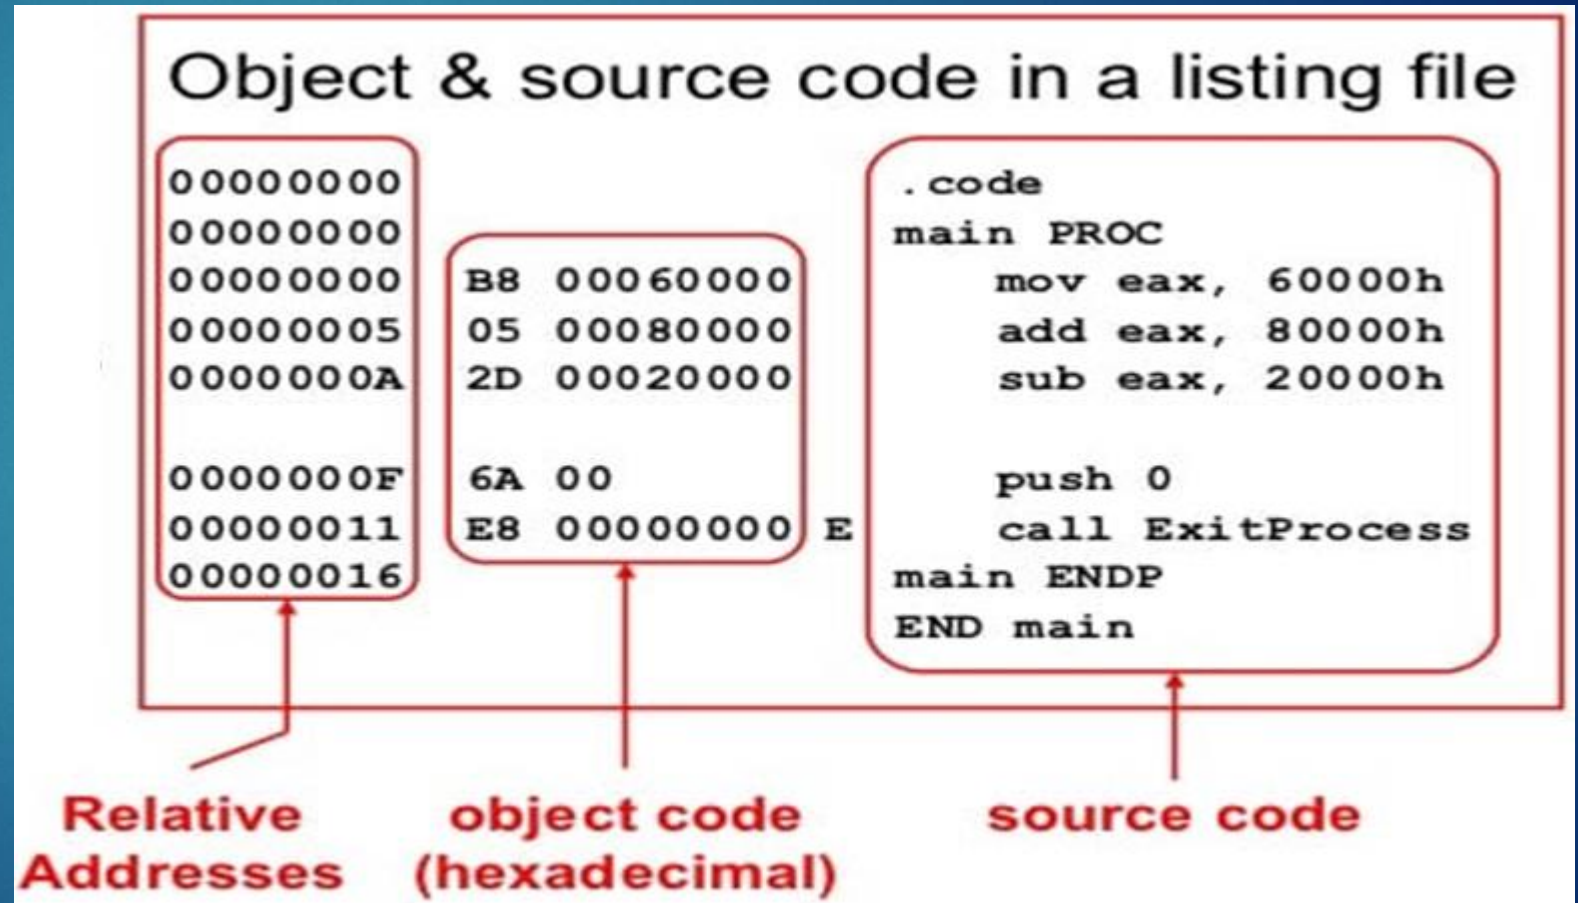 Object & source code in a listing file
00000000 .code
00000000 main PROC
00000000 B8 00060000 mov eax, 60000h
00000005 05 00080000 add eax, 80000h
0000000A 2D 00020000 sub eax, 20000h
0000000F 6A 00 push 0
00000011 E8 00000000 E call ExitProcess
00000016 main ENDP
END main
Relative Addresses
object code (hexadecimal)
source code